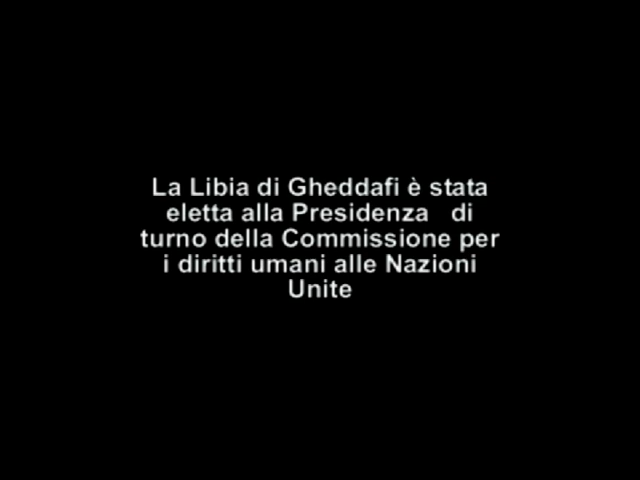 La Libia di Gheddafi è stata
eletta alla Presidenza di
turno della Commissione per
i diritti umani alle Nazioni
Unite